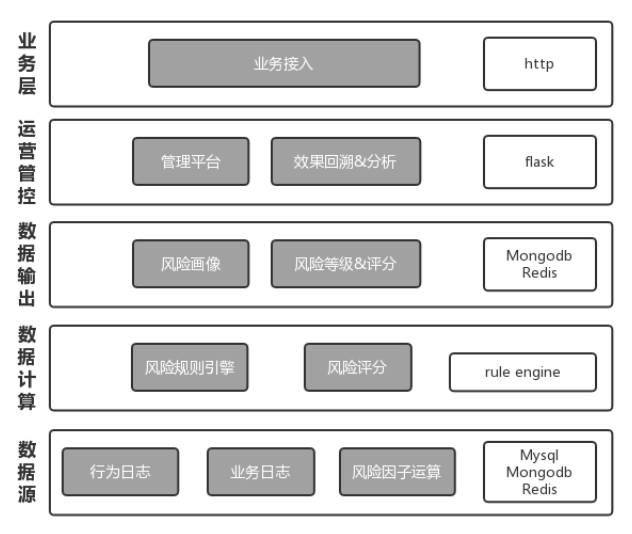 业务层
业务接入
http
运营管控
管理平台
效果回溯&分析
flask
数据输出
风险画像
风险等级&评分
Mongodb
Redis
数据计算
风险规则引擎
风险评分
rule engine
数据源
行为日志
业务日志
风险因子运算
Mysql
Mongodb
Redis